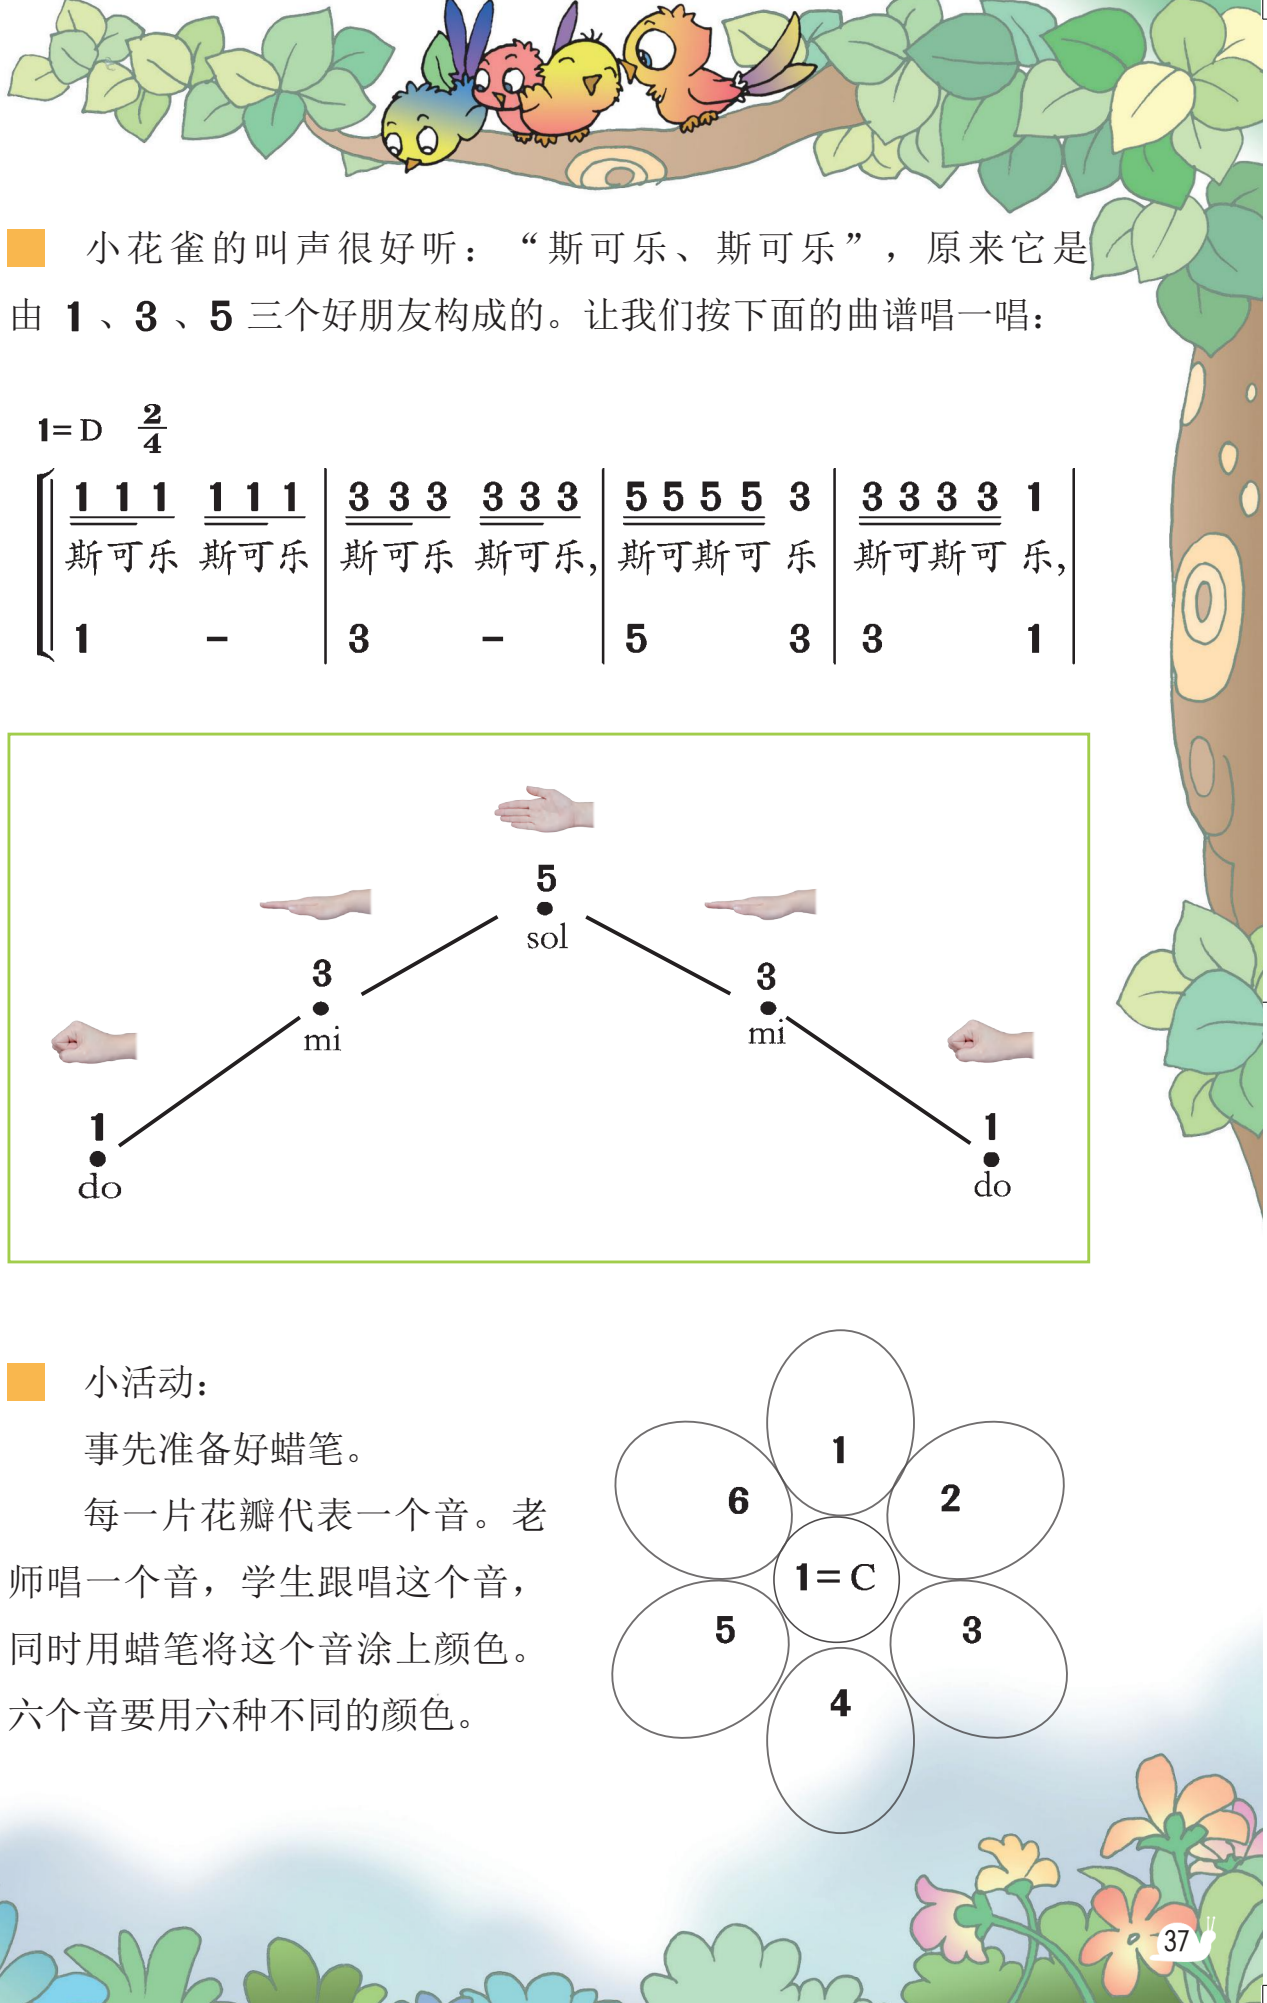 小花雀的叫声很好听：“斯可乐、斯可乐”，原来它是
由 1、3、5 三个好朋友构成的。让我们按下面的曲谱唱一唱：
1= D 2/4
1 1 1 1 1 1 3 3 3 3 3 3 5 5 5 5 3 3 3 3 3 1
斯可乐 斯可乐 斯可乐 斯可乐, 斯可斯可 乐 斯可斯可 乐,
1 – 3 – 5 3 3 1
5
sol
3 3
mi mi
1 1
do do
小活动：
事先准备好蜡笔。
每一片花瓣代表一个音。老
师唱一个音，学生跟唱这个音，
同时用蜡笔将这个音涂上颜色。
六个音要用六种不同的颜色。
1
6 2
1= C
5 3
4
37